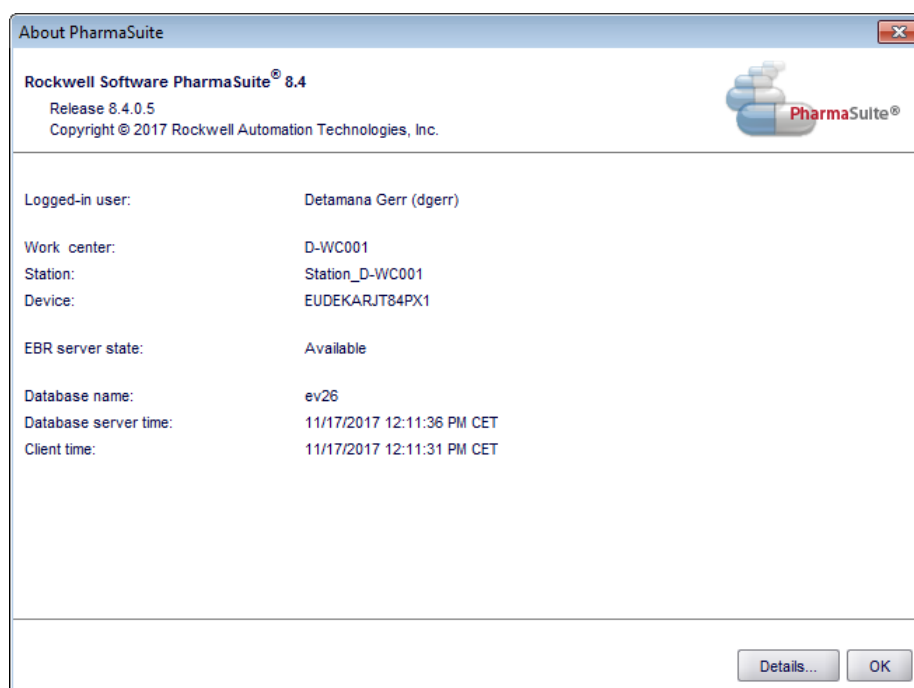 About PharmaSuite
Rockwell Software PharmaSuite® 8.4
Release 8.4.0.5
Copyright © 2017 Rockwell Automation Technologies, Inc.
PharmaSuite®
Logged-in user: Detamana Gerr (dgerr)
Work center: D-WC001
Station: Station_D-WC001
Device: EUDEKARJT84PX1
EBR server state: Available
Database name: ev26
Database server time: 11/17/2017 12:11:36 PM CET
Client time: 11/17/2017 12:11:31 PM CET
Details... OK